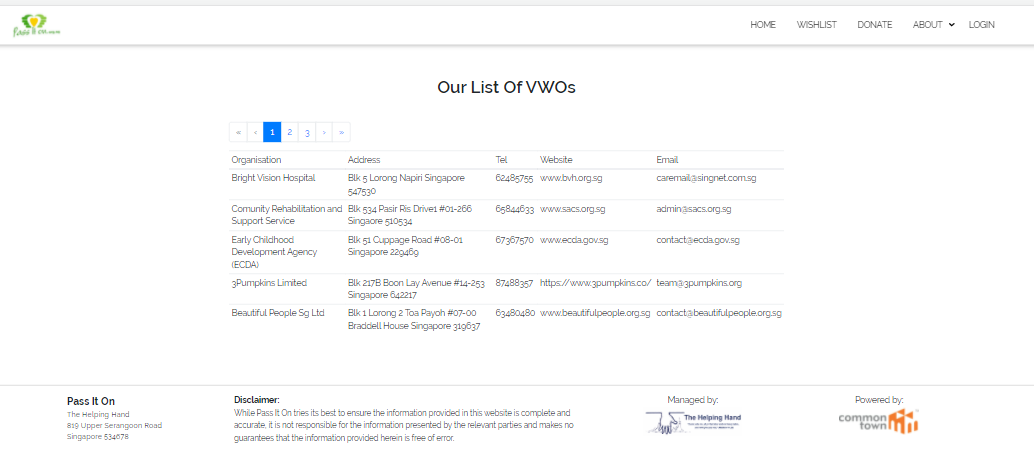 Pass It On
HOME WISHLIST DONATE ABOUT LOGIN
Our List Of VWOs
« ‹ 1 2 3 › »
Organisation Address Tel Website Email
Bright Vision Hospital Blk 5 Lorong Napiri Singapore 62485755 www.bvh.org.sg caremail@singnet.com.sg
547530
Comunity Rehabilitation and Blk 534 Pasir Ris Drive1 #01-266 65844633 www.sacs.org.sg admin@sacs.org.sg
Support Service Singaore 510534
Early Childhood Blk 51 Cuppage Road #08-01 67367570 www.ecda.gov.sg contact@ecda.gov.sg
Development Agency Singapore 229469
(ECDA)
3Pumpkins Limited Blk 217B Boon Lay Avenue #14-253 87488357 https://www.3pumpkins.co/ team@3pumpkins.org
Singapore 642217
Beautiful People Sg Ltd Blk 1 Lorong 2 Toa Payoh #07-00 63480480 www.beautifulpeople.org.sg contact@beautifulpeople.org.sg
Braddell House Singapore 319637
Pass It On
The Helping Hand
819 Upper Serangoon Road
Singapore 534678
Disclaimer:
While Pass It On tries its best to ensure the information provided in this website is complete and
accurate, it is not responsible for the information presented by the relevant parties and makes no
guarantees that the information provided herein is free of error.
Managed by:
The Helping Hand
Powered by:
common
town